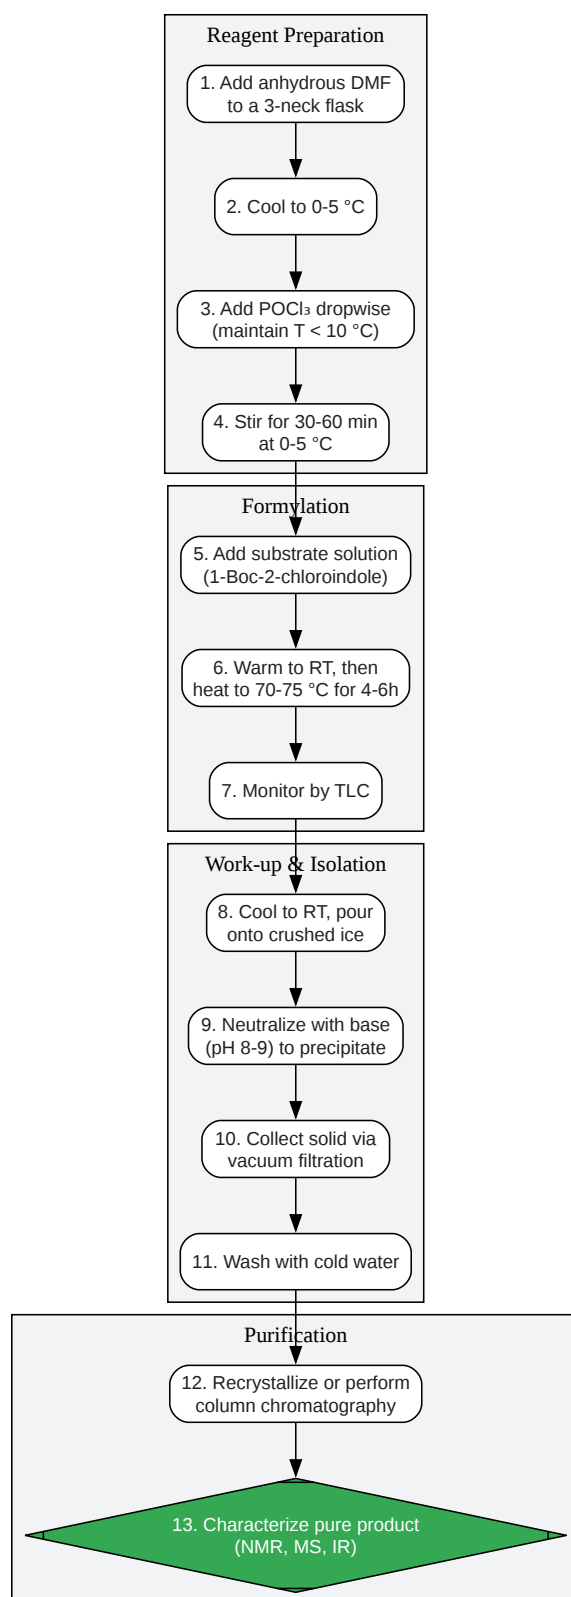 Reagent Preparation
1. Add anhydrous DMF
to a 3-neck flask
2. Cool to 0-5 °C
3. Add POCl₃ dropwise
(maintain T < 10 °C)
4. Stir for 30-60 min
at 0-5 °C
Formylation
5. Add substrate solution
(1-Boc-2-chloroindole)
6. Warm to RT, then
heat to 70-75 °C for 4-6h
7. Monitor by TLC
Work-up & Isolation
8. Cool to RT, pour
onto crushed ice
9. Neutralize with base
(pH 8-9) to precipitate
10. Collect solid via
vacuum filtration
11. Wash with cold water
Purification
12. Recrystallize or perform
column chromatography
13. Characterize pure product
(NMR, MS, IR)